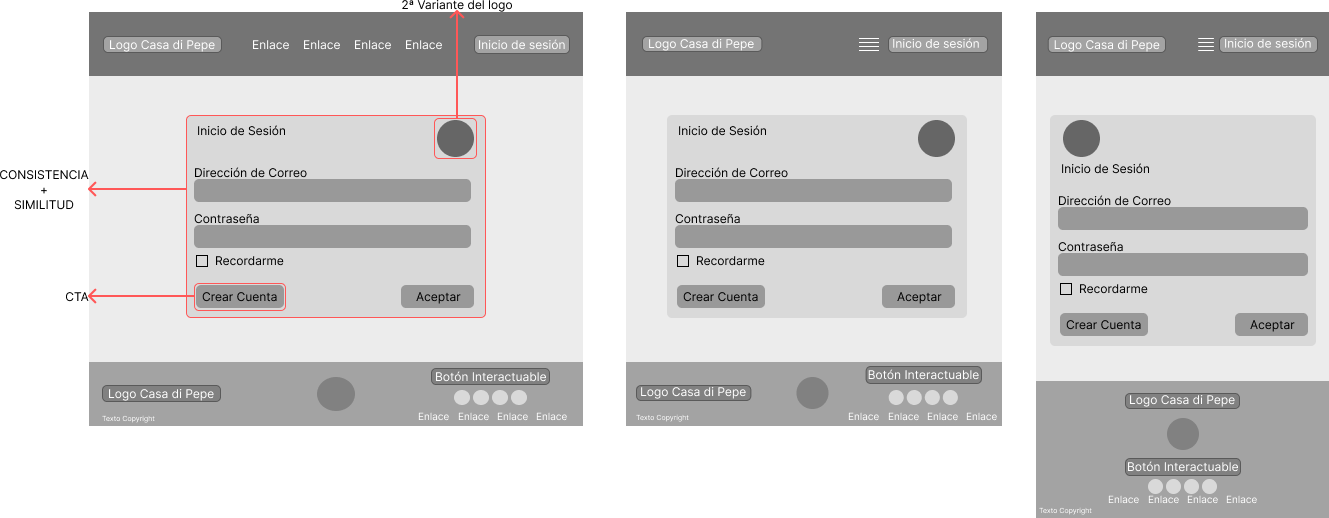 2ª Variante del logo
Logo Casa di Pepe
Enlace Enlace Enlace Enlace
Inicio de sesión
Inicio de Sesión
Dirección de Correo
Contraseña
Recordarme
Crear Cuenta
Aceptar
CONSISTENCIA
+
SIMILITUD
CTA
Logo Casa di Pepe
Texto Copyright
Botón Interactuable
Enlace Enlace Enlace Enlace
Logo Casa di Pepe
Inicio de sesión
Inicio de Sesión
Dirección de Correo
Contraseña
Recordarme
Crear Cuenta
Aceptar
Logo Casa di Pepe
Texto Copyright
Botón Interactuable
Enlace Enlace Enlace Enlace
Logo Casa di Pepe
Inicio de sesión
Inicio de Sesión
Dirección de Correo
Contraseña
Recordarme
Crear Cuenta
Aceptar
Logo Casa di Pepe
Botón Interactuable
Enlace Enlace Enlace Enlace
Texto Copyright